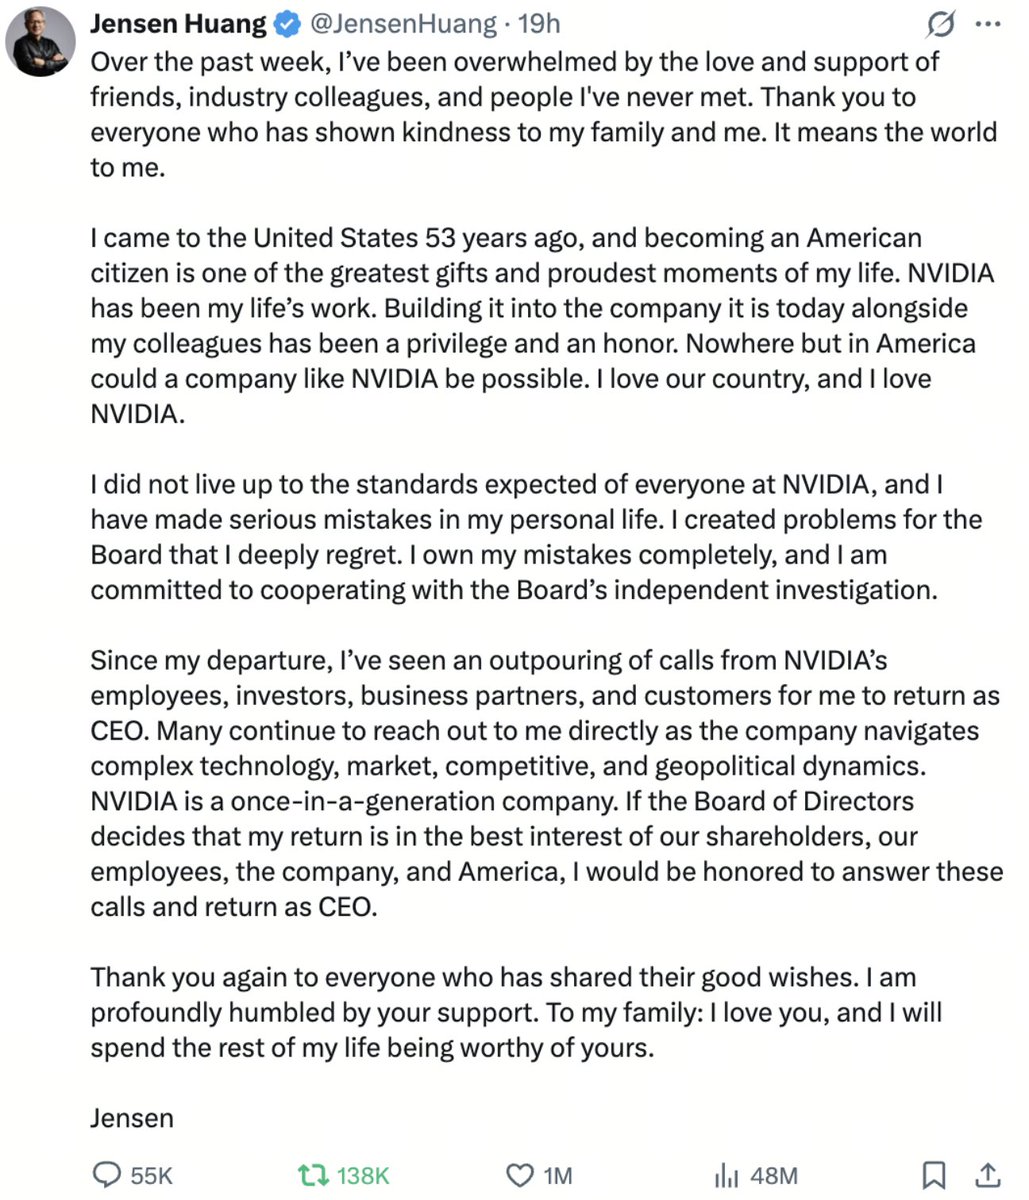 Jensen Huang @JensenHuang · 19h
Over the past week, I’ve been overwhelmed by the love and support of
friends, industry colleagues, and people I've never met. Thank you to
everyone who has shown kindness to my family and me. It means the world
to me.
I came to the United States 53 years ago, and becoming an American
citizen is one of the greatest gifts and proudest moments of my life. NVIDIA
has been my life’s work. Building it into the company it is today alongside
my colleagues has been a privilege and an honor. Nowhere but in America
could a company like NVIDIA be possible. I love our country, and I love
NVIDIA.
I did not live up to the standards expected of everyone at NVIDIA, and I
have made serious mistakes in my personal life. I created problems for the
Board that I deeply regret. I own my mistakes completely, and I am
committed to cooperating with the Board’s independent investigation.
Since my departure, I’ve seen an outpouring of calls from NVIDIA’s
employees, investors, business partners, and customers for me to return as
CEO. Many continue to reach out to me directly as the company navigates
complex technology, market, competitive, and geopolitical dynamics.
NVIDIA is a once-in-a-generation company. If the Board of Directors
decides that my return is in the best interest of our shareholders, our
employees, the company, and America, I would be honored to answer these
calls and return as CEO.
Thank you again to everyone who has shared their good wishes. I am
profoundly humbled by your support. To my family: I love you, and I will
spend the rest of my life being worthy of yours.
Jensen
55K 138K 1M 48M